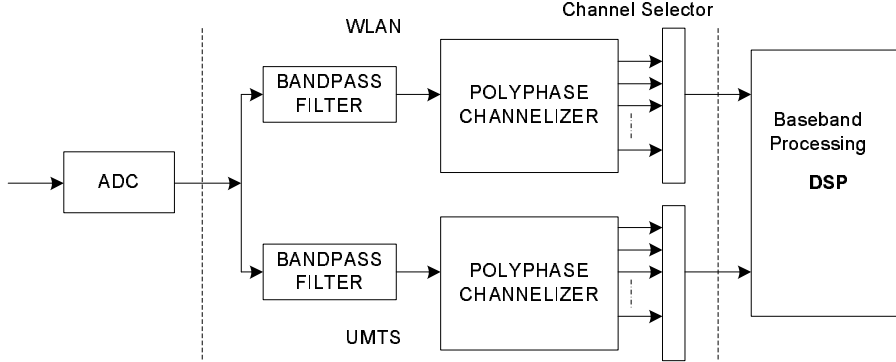 Channel Selector
WLAN
BANDPASS
FILTER
POLYPHASE
CHANNELIZER
ADC
Baseband
Processing
DSP
BANDPASS
FILTER
POLYPHASE
CHANNELIZER
UMTS